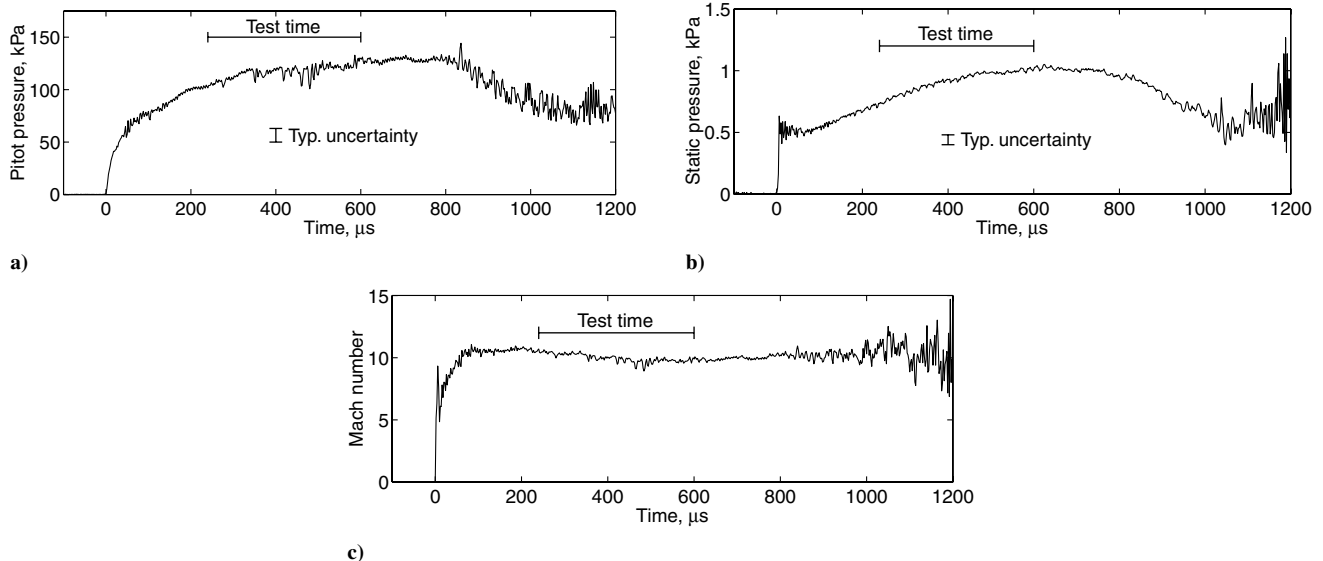 150
100
50
0
Pitot pressure, kPa
Test time
Typ. uncertainty
0 200 400 600 800 1000 1200
Time, μs
a)
1.5
1
0.5
0
Static pressure, kPa
Test time
Typ. uncertainty
0 200 400 600 800 1000 1200
Time, μs
b)
15
10
5
0
Mach number
Test time
0 200 400 600 800 1000 1200
Time, μs
c)